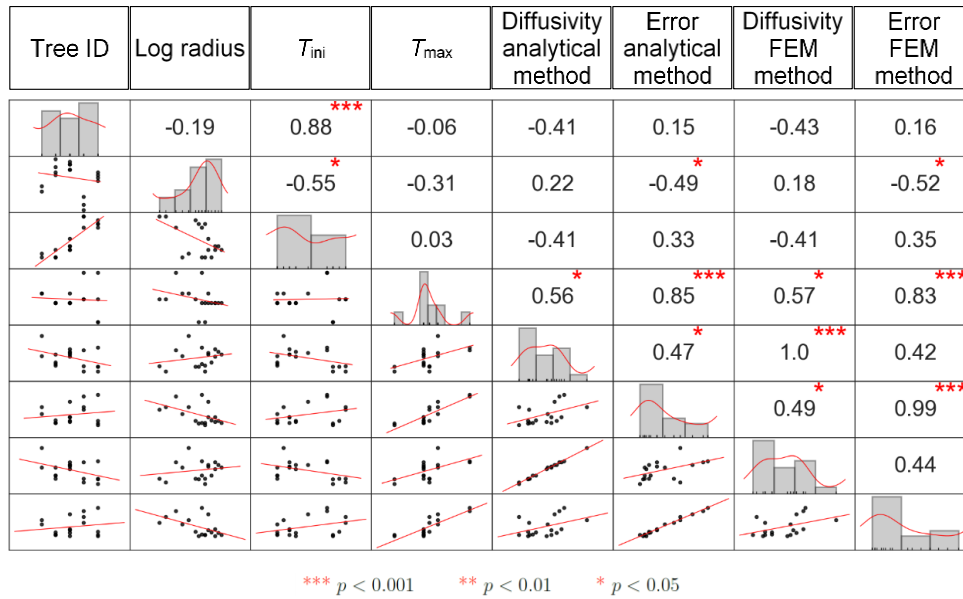 Tree ID Log radius Tini Tmax Diffusivity analytical method Error analytical method Diffusivity FEM method Error FEM method
-0.19 0.88 *** -0.06 -0.41 0.15 -0.43 0.16
-0.55 * -0.31 0.22 -0.49 * 0.18 -0.52 *
0.03 -0.41 0.33 -0.41 0.35
0.56 * 0.85 *** 0.57 * 0.83 ***
0.47 * 1.0 *** 0.42
0.49 * 0.99 ***
0.44
*** p < 0.001 ** p < 0.01 * p < 0.05